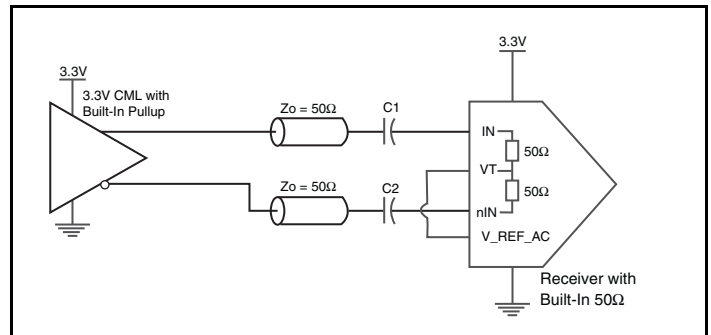 3.3V
3.3V CML with
Built-In Pullup
Zo = 50Ω
C1
Zo = 50Ω
C2
3.3V
IN
50Ω
VT
50Ω
nIN
V_REF_AC
Receiver with
Built-In 50Ω